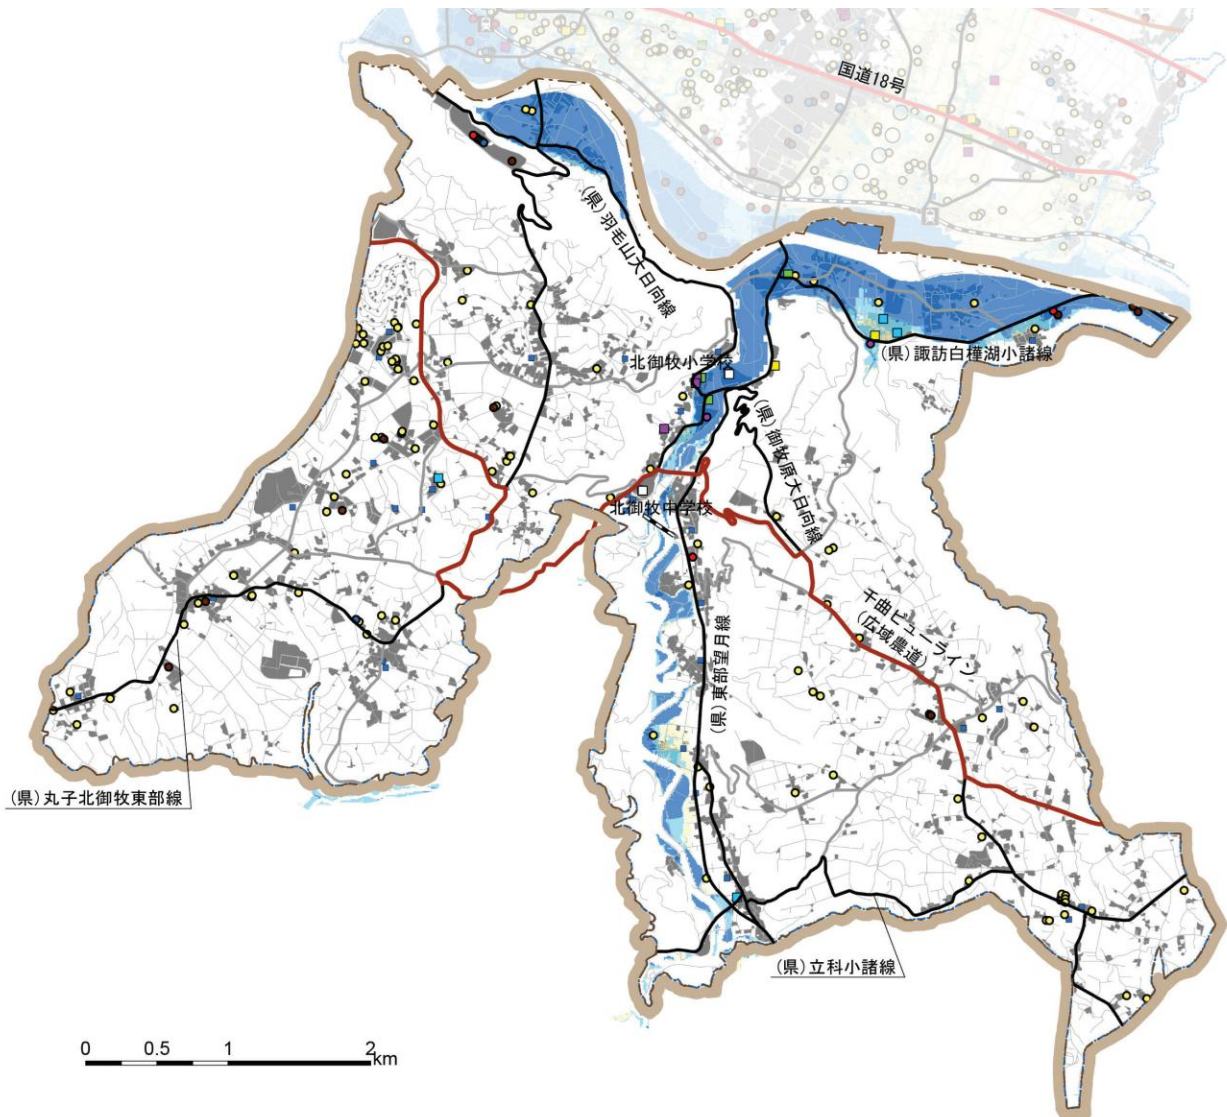 国道18号
(県)羽毛山大日向線
(県)諏訪白樺湖小諸線
北御牧小学校
(県)御牧原大日向線
北御牧中学校
千曲ビューライン
(広域農道)
(県)東部望月線
(県)丸子北御牧東部線
(県)立科小諸線
0 0.5 1 2
km